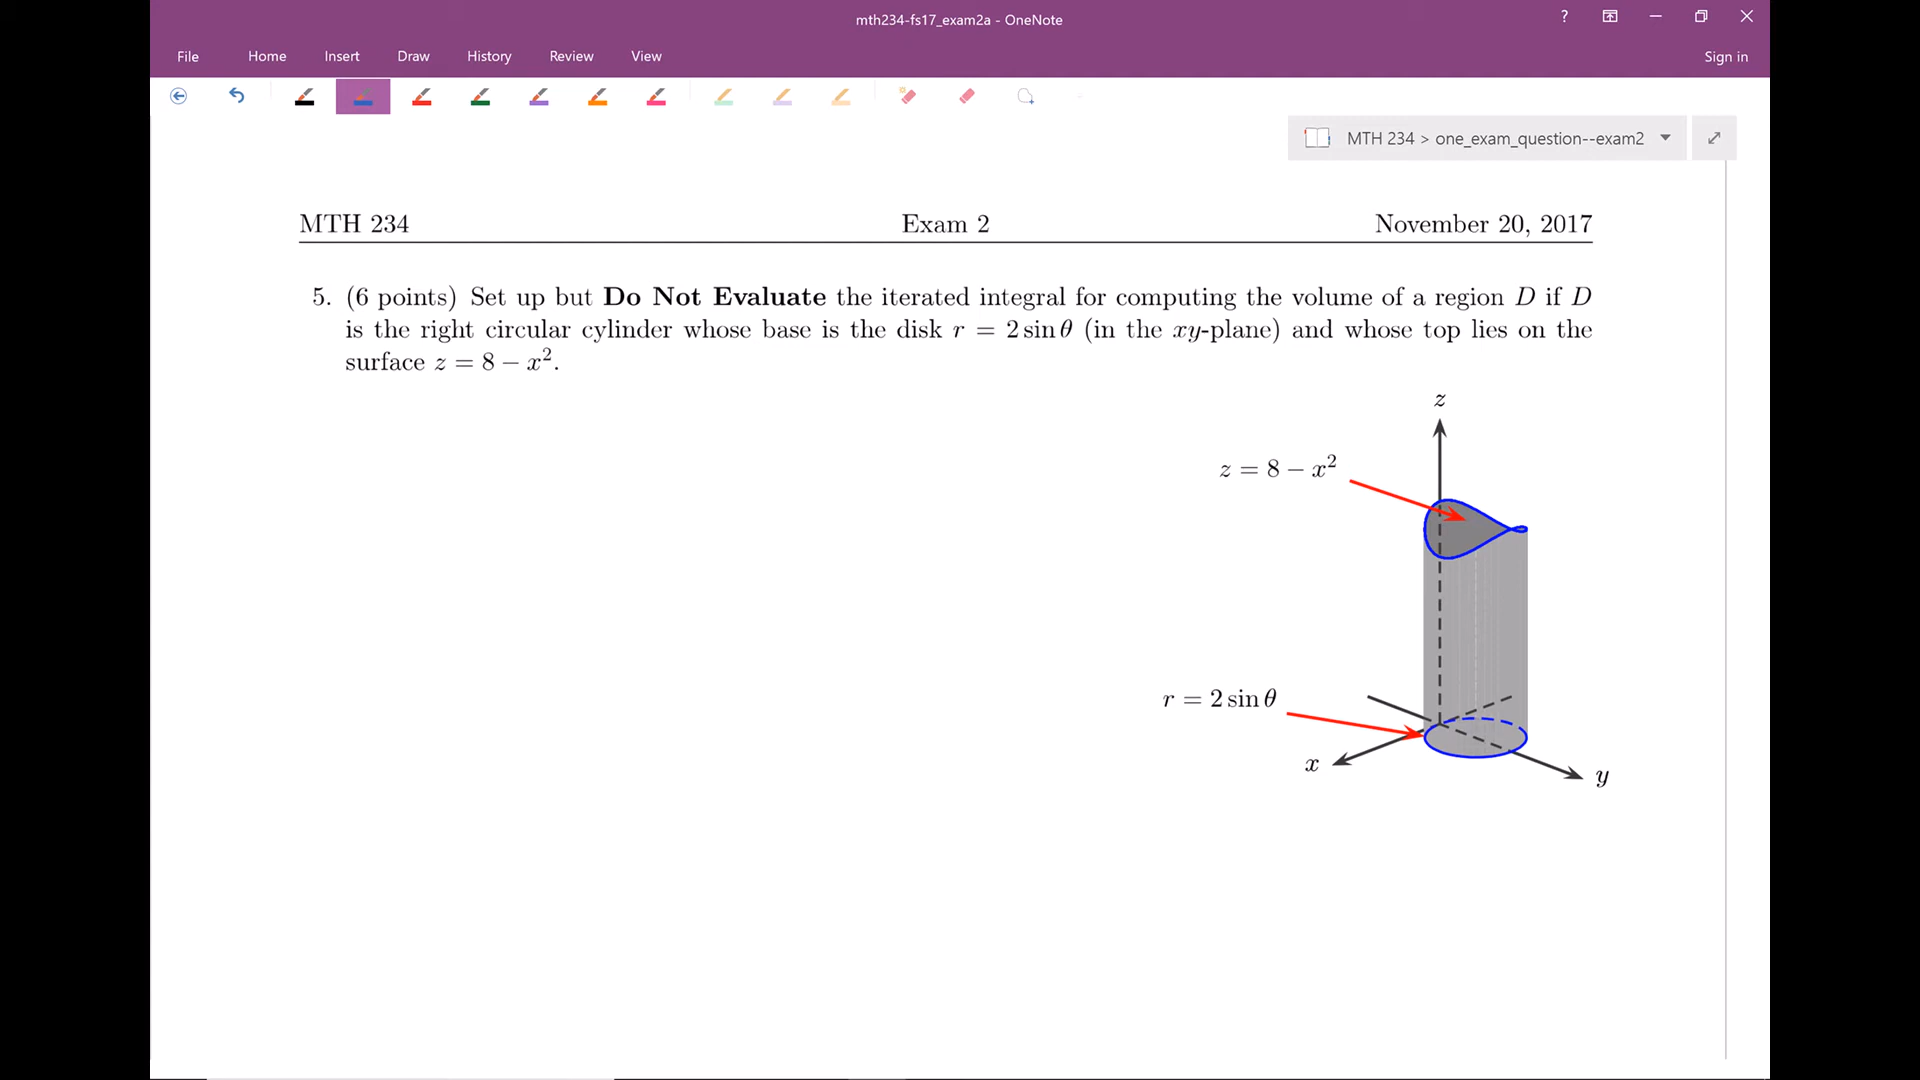 mth234-fs17_exam2a - OneNote
?
File Home Insert Draw History Review View Sign in
MTH 234 > one_exam_question--exam2
MTH 234 Exam 2 November 20, 2017
5. (6 points) Set up but Do Not Evaluate the iterated integral for computing the volume of a region D if D
is the right circular cylinder whose base is the disk r = 2 sin θ (in the xy-plane) and whose top lies on the
surface z = 8 − x².
z
z = 8 − x²
r = 2 sin θ
x
y